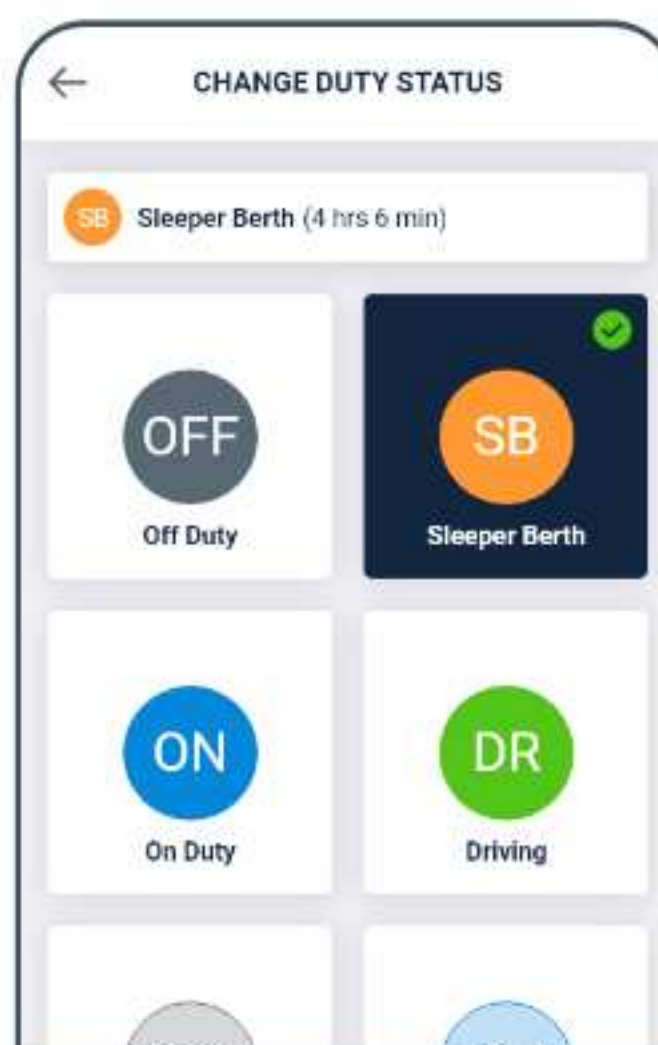 CHANGE DUTY STATUS
SB Sleeper Berth (4 hrs 6 min)
OFF SB
Off Duty Sleeper Berth
ON DR
On Duty Driving